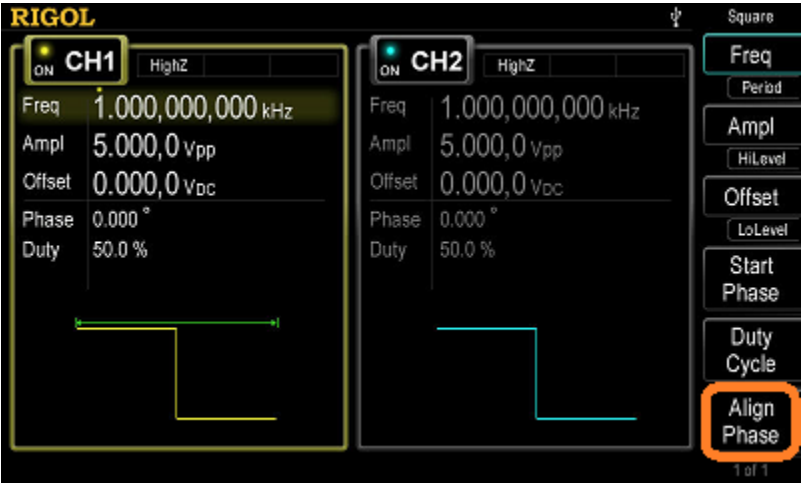 RIGOL
Square
ON CH1 HighZ
Freq 1.000,000,000 kHz
Ampl 5.000,0 Vpp
Offset 0.000,0 VDC
Phase 0.000 °
Duty 50.0 %
ON CH2 HighZ
Freq 1.000,000,000 kHz
Ampl 5.000,0 Vpp
Offset 0.000,0 VDC
Phase 0.000 °
Duty 50.0 %
Freq
Period
Ampl
HiLevel
Offset
LoLevel
Start
Phase
Duty
Cycle
Align
Phase
1 of 1